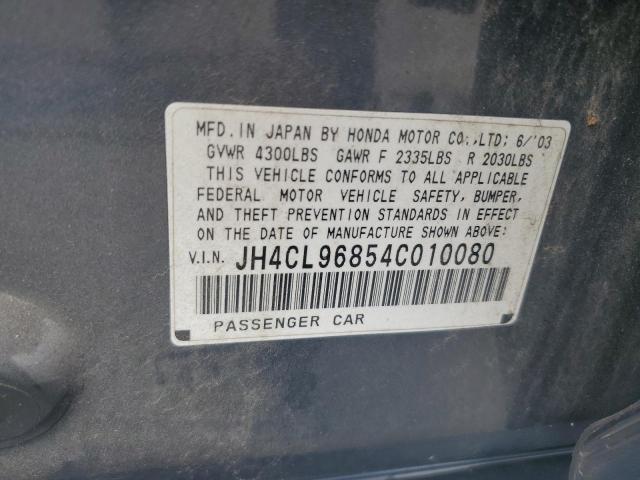 MFD. IN JAPAN BY HONDA MOTOR CO.,LTD; 6/'03
GVWR 4300LBS GAWR F 2335LBS R 2030LBS
THIS VEHICLE CONFORMS TO ALL APPLICABLE
FEDERAL MOTOR VEHICLE SAFETY, BUMPER,
AND THEFT PREVENTION STANDARDS IN EFFECT
ON THE DATE OF MANUFACTURE SHOWN ABOVE:
V.I.N. JH4CL96854C010080
PASSENGER CAR